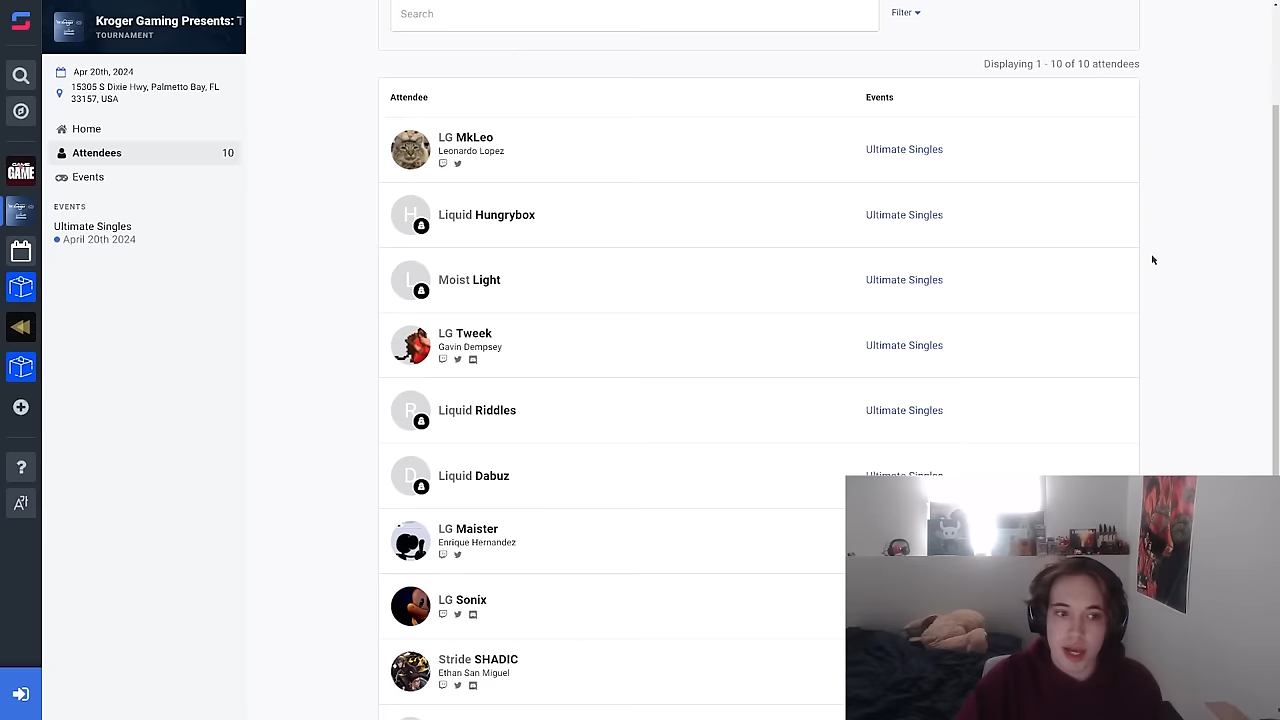 Kroger Gaming Presents: T
TOURNAMENT
Apr 20th, 2024
15305 S Dixie Hwy, Palmetto Bay, FL
33157, USA
Home
Attendees 10
Events
EVENTS
Ultimate Singles
April 20th 2024
Search
Filter
Displaying 1 - 10 of 10 attendees
Attendee Events
LG MkLeo
Leonardo Lopez
Ultimate Singles
H
Liquid Hungrybox
Ultimate Singles
L
Moist Light
Ultimate Singles
LG Tweek
Gavin Dempsey
Ultimate Singles
R
Liquid Riddles
Ultimate Singles
D
Liquid Dabuz
Ultimate Singles
LG Maister
Enrique Hernandez
LG Sonix
Stride SHADIC
Ethan San Miguel